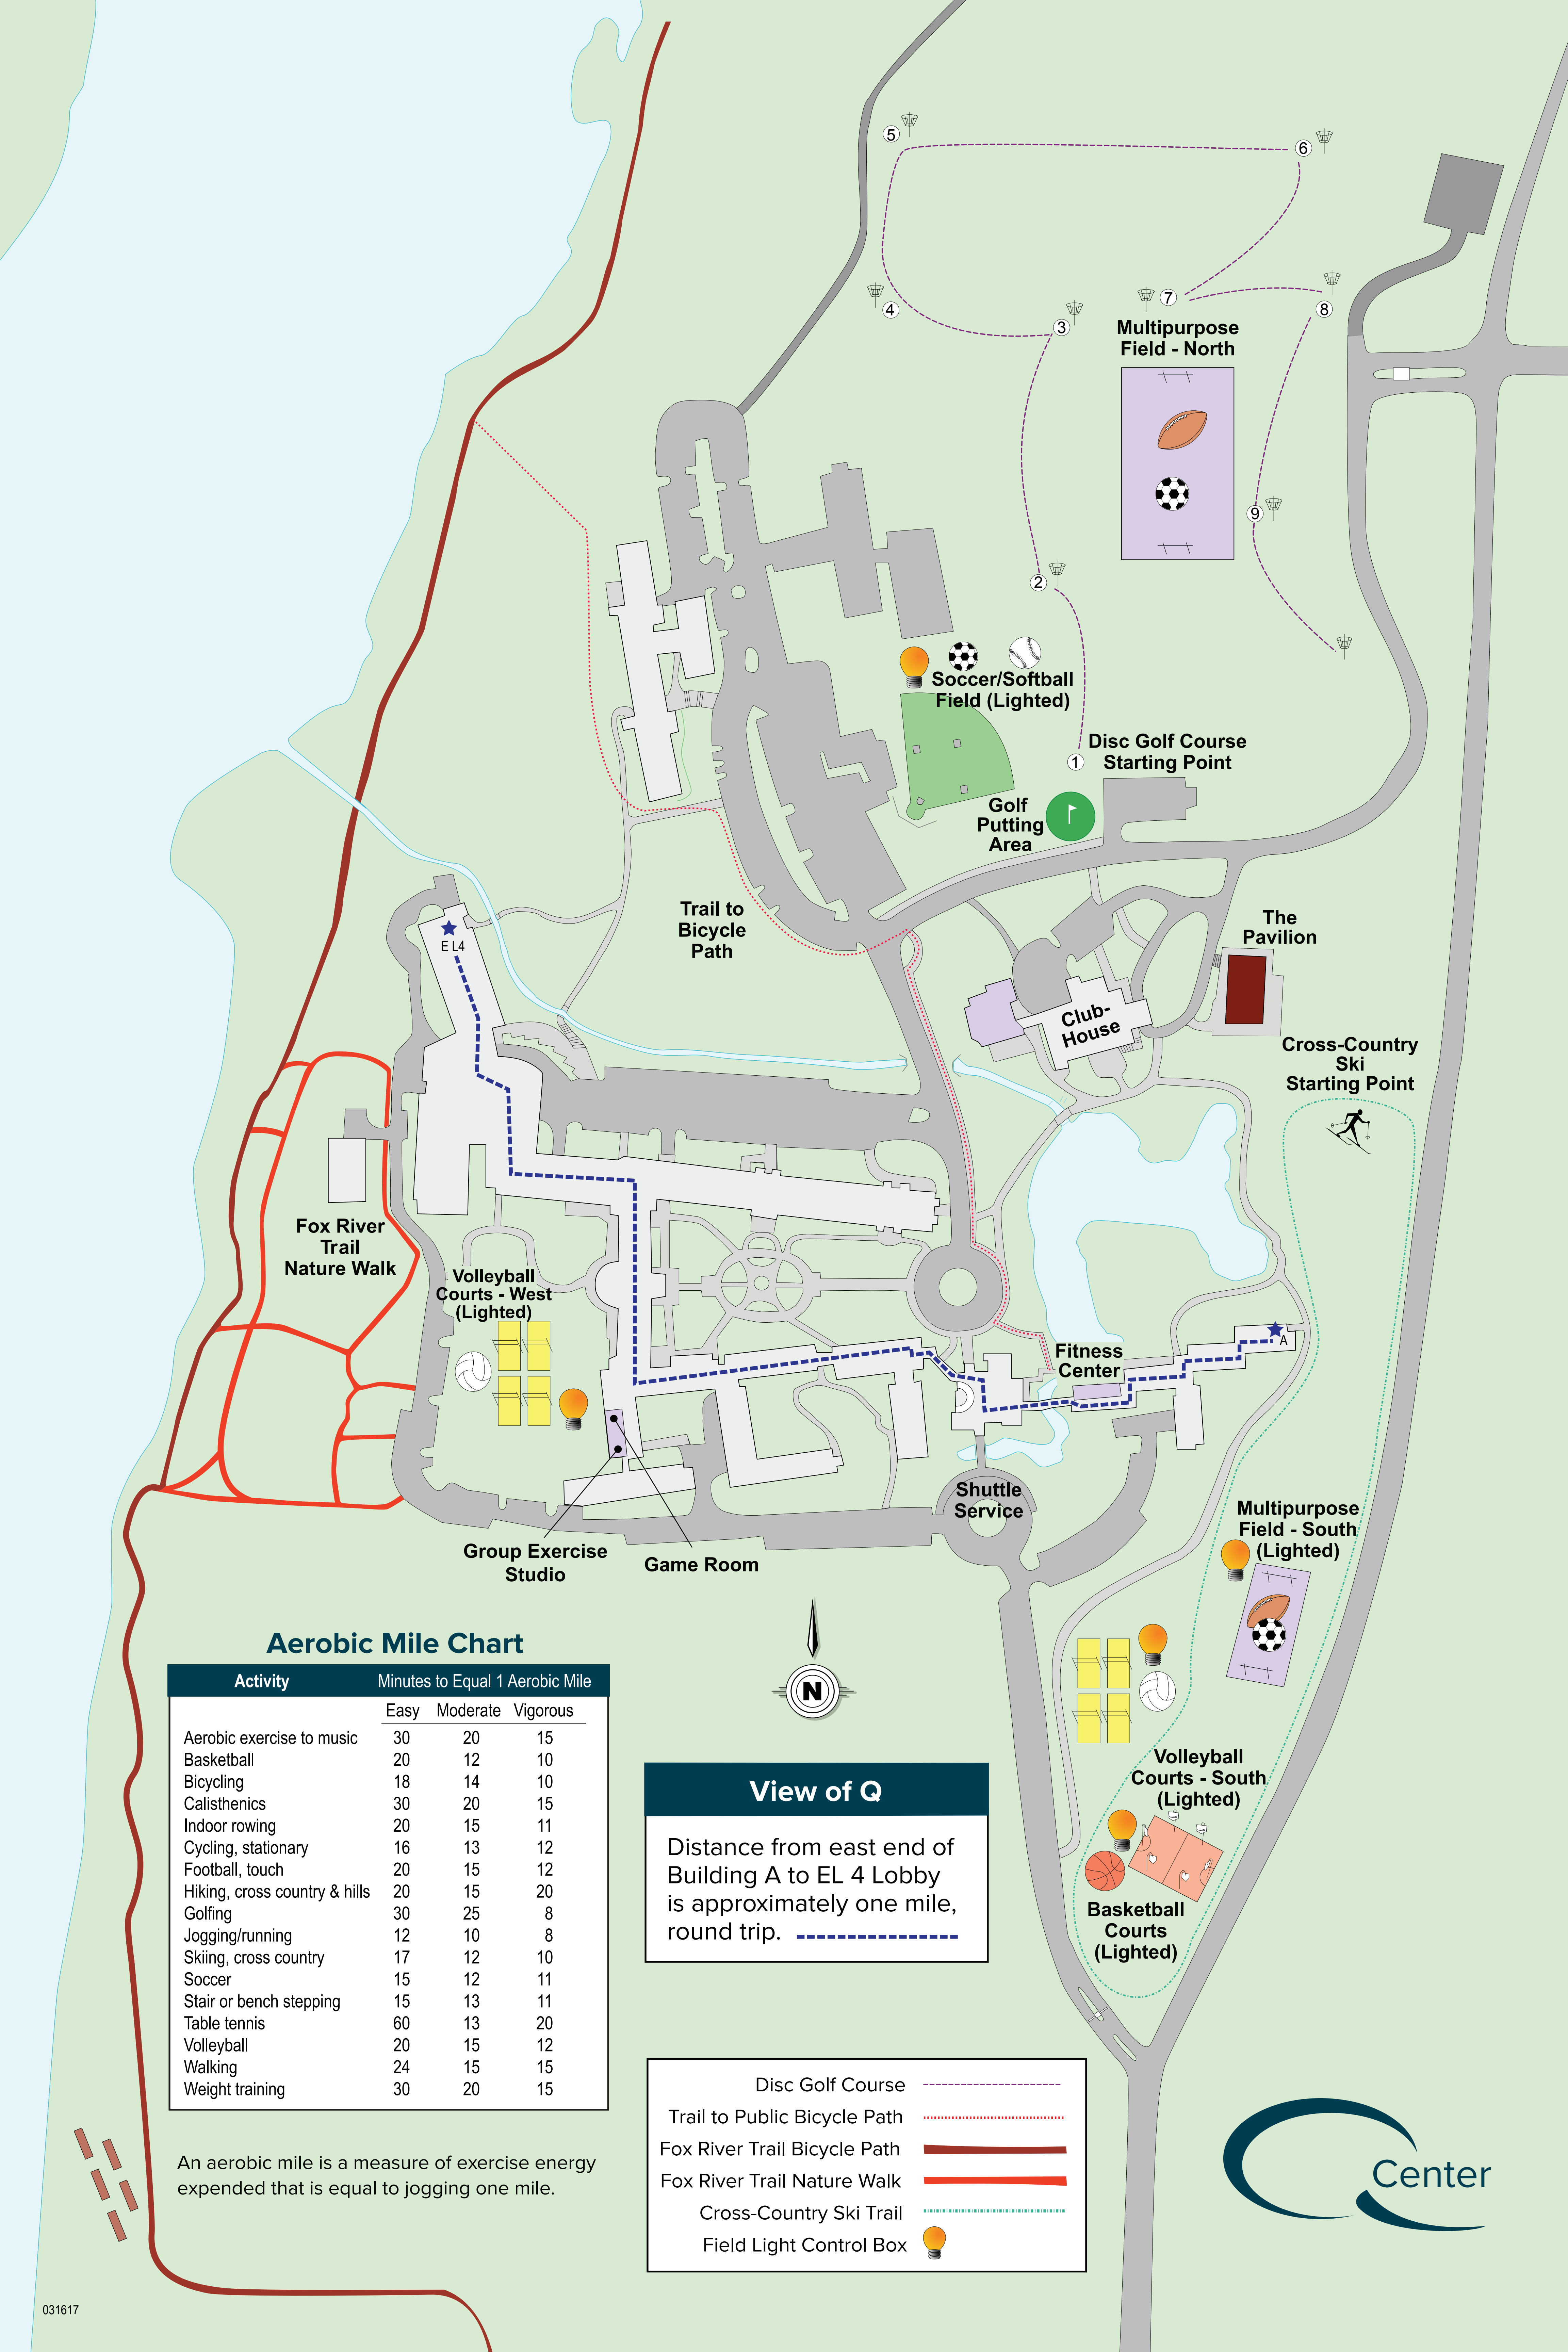 5
6
4
3
7
8
Multipurpose
Field - North
9
2
Soccer/Softball
Field (Lighted)
1
Disc Golf Course
Starting Point
Golf
Putting
Area
Trail to
Bicycle
Path
The
Pavilion
E L4
Club-
House
Cross-Country
Ski
Starting Point
Fox River
Trail
Nature Walk
Volleyball
Courts - West
(Lighted)
Fitness
Center
A
Shuttle
Service
Group Exercise
Studio
Game Room
Multipurpose
Field - South
(Lighted)
N
Volleyball
Courts - South
(Lighted)
Basketball
Courts
(Lighted)
Aerobic Mile Chart
Activity Minutes to Equal 1 Aerobic Mile
Easy Moderate Vigorous
Aerobic exercise to music 30 20 15
Basketball 20 12 10
Bicycling 18 14 10
Calisthenics 30 20 15
Indoor rowing 20 15 11
Cycling, stationary 16 13 12
Football, touch 20 15 12
Hiking, cross country & hills 20 15 20
Golfing 30 25 8
Jogging/running 12 10 8
Skiing, cross country 17 12 10
Soccer 15 12 11
Stair or bench stepping 15 13 11
Table tennis 60 13 20
Volleyball 20 15 12
Walking 24 15 15
Weight training 30 20 15
An aerobic mile is a measure of exercise energy
expended that is equal to jogging one mile.
View of Q
Distance from east end of
Building A to EL 4 Lobby
is approximately one mile,
round trip.
Disc Golf Course
Trail to Public Bicycle Path
Fox River Trail Bicycle Path
Fox River Trail Nature Walk
Cross-Country Ski Trail
Field Light Control Box
Q Center
031617